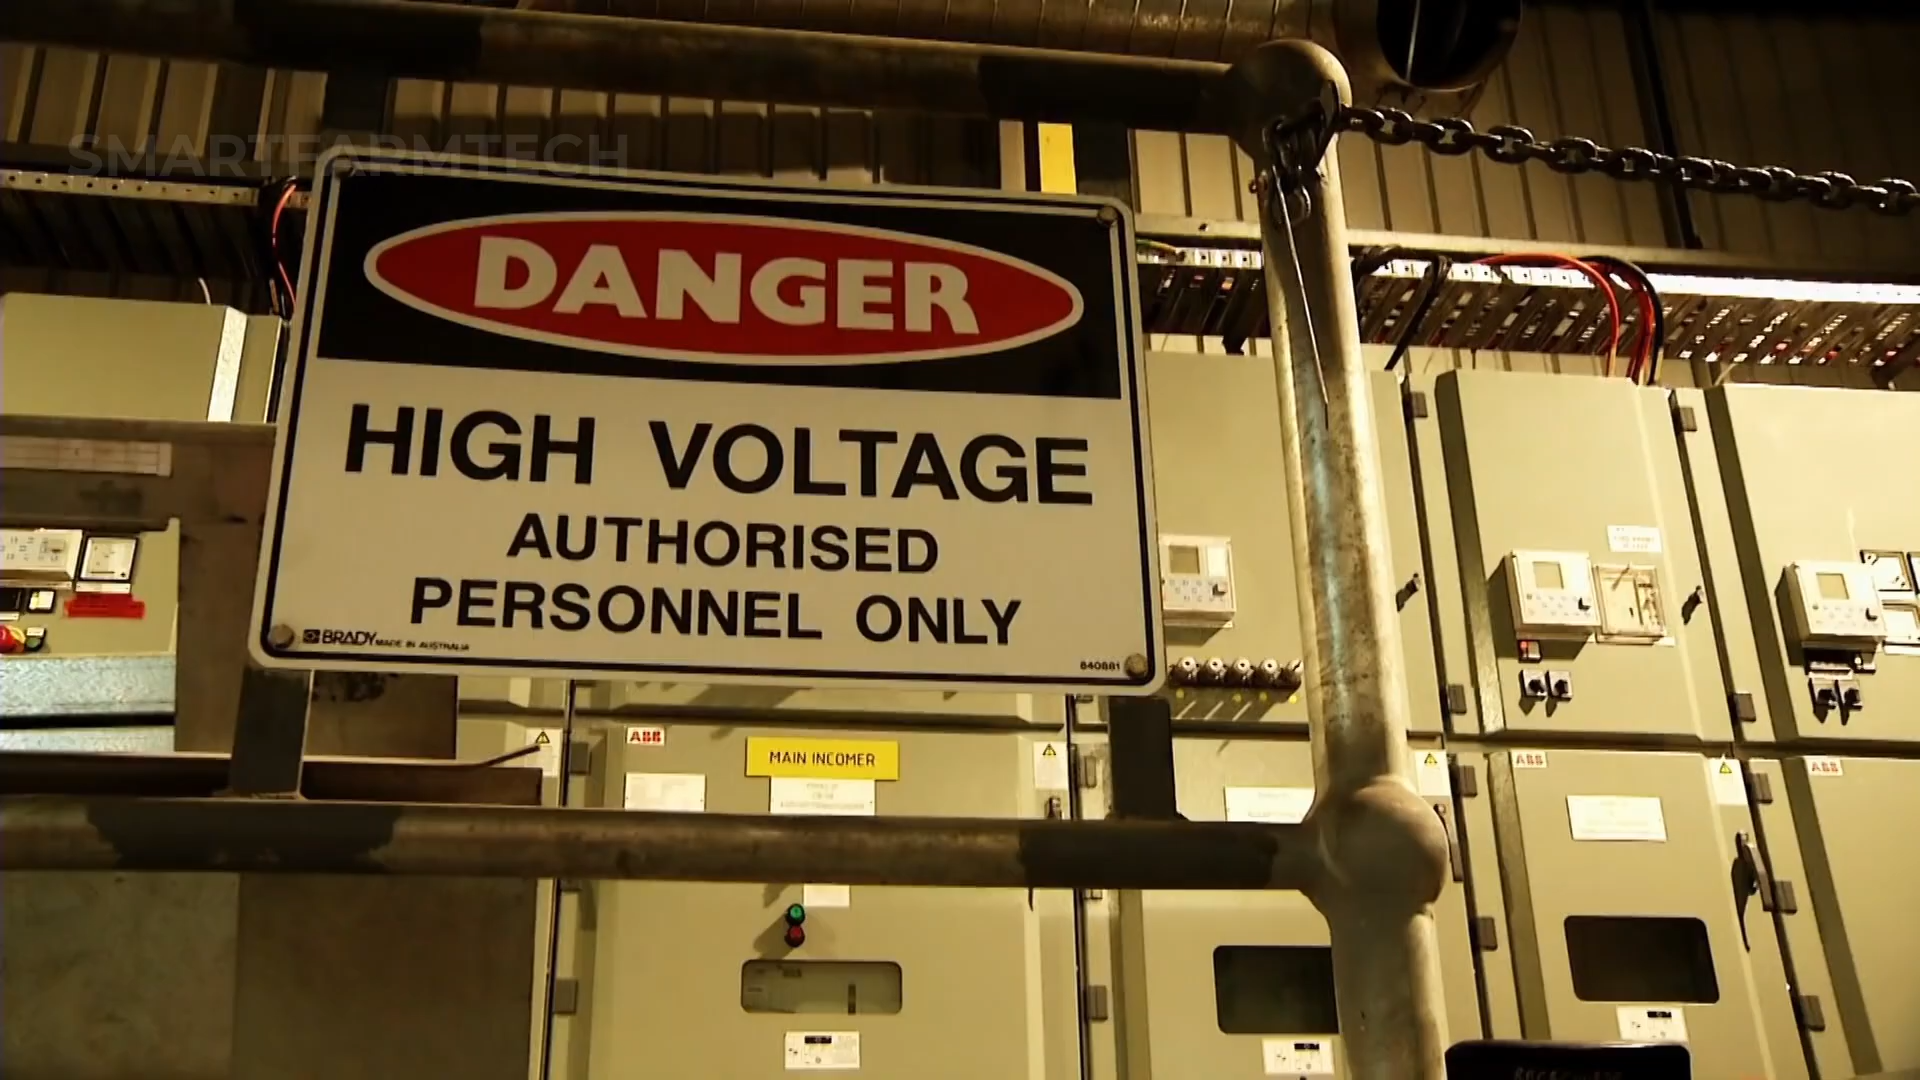 SMARTFARMTECH
DANGER
HIGH VOLTAGE
AUTHORISED
PERSONNEL ONLY
BRADY MADE IN AUSTRALIA
840881
ABB
MAIN INCOMER
ABB
ABB